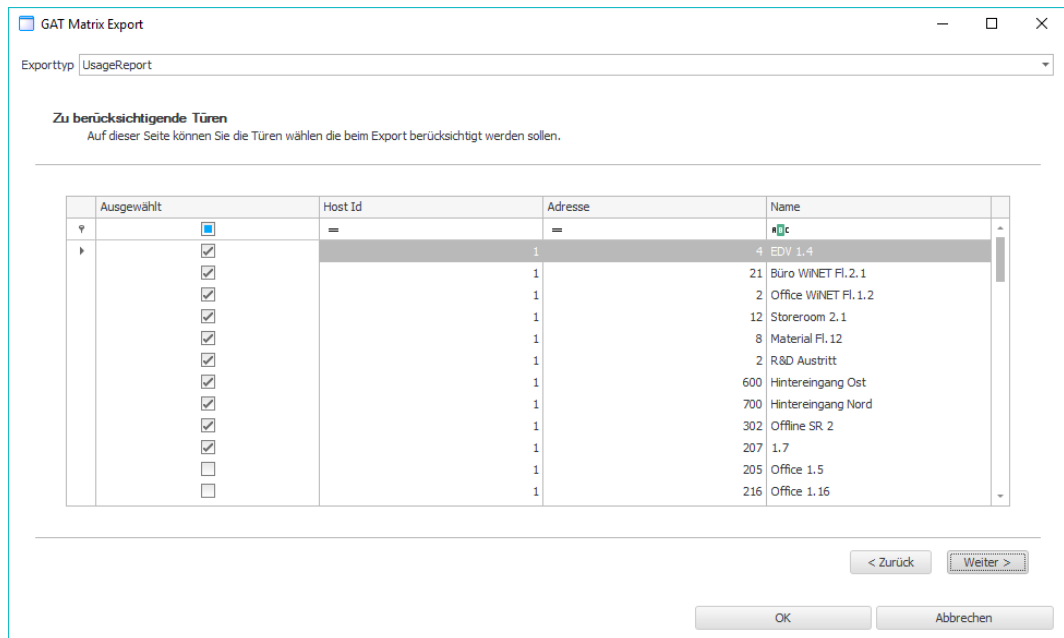 GAT Matrix Export
Exporttyp UsageReport
Zu berücksichtigende Türen
Auf dieser Seite können Sie die Türen wählen die beim Export berücksichtigt werden sollen.
Ausgewählt Host Id Adresse Name
= = ABC
1 4 EDV 1.4
1 21 Büro WiNET Fl.2.1
1 2 Office WiNET Fl.1.2
1 12 Storeroom 2.1
1 8 Material Fl.12
1 2 R&D Austritt
1 600 Hintereingang Ost
1 700 Hintereingang Nord
1 302 Offline SR 2
1 207 1.7
1 205 Office 1.5
1 216 Office 1.16
< Zurück Weiter >
OK Abbrechen